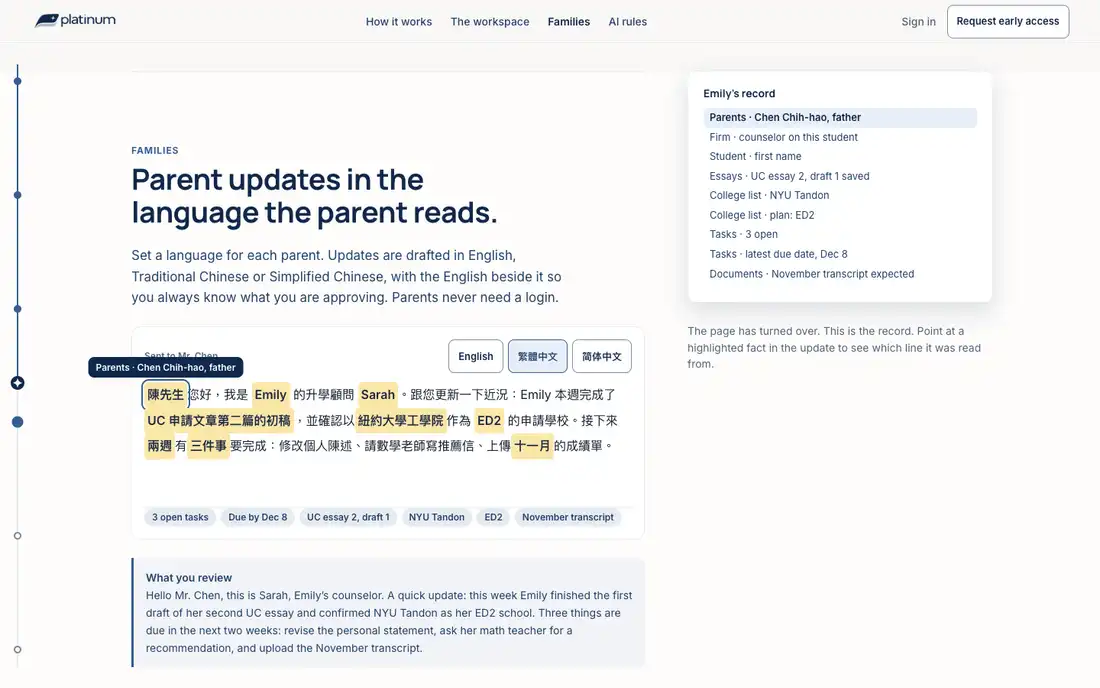 platinum
How it works
The workspace
Families
AI rules
Sign in
Request early access
FAMILIES
Parent updates in the
language the parent reads.
Set a language for each parent. Updates are drafted in English,
Traditional Chinese or Simplified Chinese, with the English beside it so
you always know what you are approving. Parents never need a login.
Sent to Mr. Chen
English
繁體中文
简体中文
Parents · Chen Chih-hao, father
陳先生您好，我是 Emily 的升學顧問 Sarah。跟您更新一下近況：Emily 本週完成了
UC 申請文章第二篇的初稿，並確認以紐約大學工學院作為 ED2 的申請學校。接下來
兩週有三件事要完成：修改個人陳述、請數學老師寫推薦信、上傳十一月的成績單。
3 open tasks
Due by Dec 8
UC essay 2, draft 1
NYU Tandon
ED2
November transcript
What you review
Hello Mr. Chen, this is Sarah, Emily's counselor. A quick update: this week Emily finished the first
draft of her second UC essay and confirmed NYU Tandon as her ED2 school. Three things are
due in the next two weeks: revise the personal statement, ask her math teacher for a
recommendation, and upload the November transcript.
Emily's record
Parents · Chen Chih-hao, father
Firm · counselor on this student
Student · first name
Essays · UC essay 2, draft 1 saved
College list · NYU Tandon
College list · plan: ED2
Tasks · 3 open
Tasks · latest due date, Dec 8
Documents · November transcript expected
The page has turned over. This is the record. Point at a
highlighted fact in the update to see which line it was read
from.